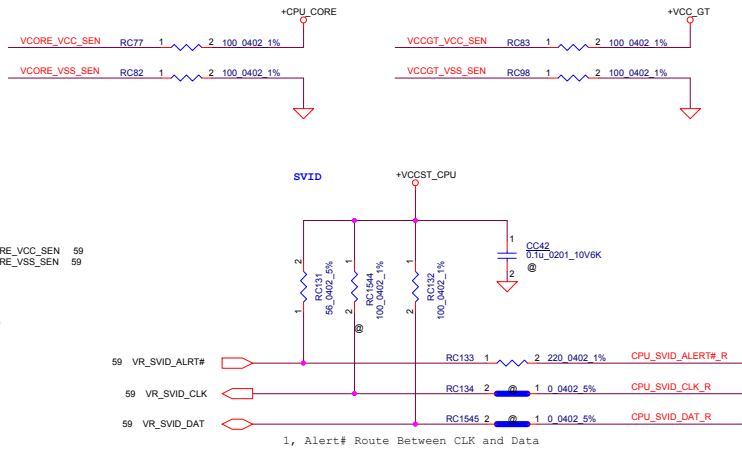 +CPU_CORE
+VCC_GT
VCORE_VCC_SEN RC77 1 2 100_0402_1%
VCCGT_VCC_SEN RC83 1 2 100_0402_1%
VCORE_VSS_SEN RC82 1 2 100_0402_1%
VCCGT_VSS_SEN RC98 1 2 100_0402_1%
SVID
+VCCST_CPU
RE_VCC_SEN 59
RE_VSS_SEN 59
2
RC131
56_0402_5%
1
1
RC1544
100_0402_1%
2
@
1
RC132
100_0402_1%
2
1
CC42
0.1u_0201_10V6K
2
@
59 VR_SVID_ALRT# RC133 1 2 220_0402_1% CPU_SVID_ALERT#_R
59 VR_SVID_CLK RC134 2 @ 1 0_0402_5% CPU_SVID_CLK_R
59 VR_SVID_DAT RC1545 2 @ 1 0_0402_5% CPU_SVID_DAT_R
1, Alert# Route Between CLK and Data